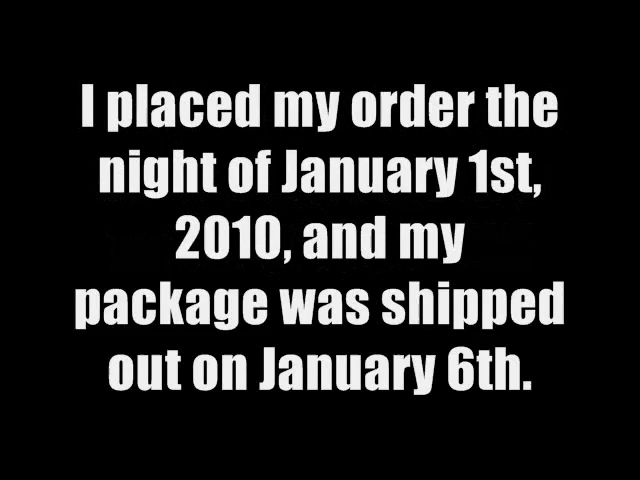 I placed my order the
night of January 1st,
2010, and my
package was shipped
out on January 6th.